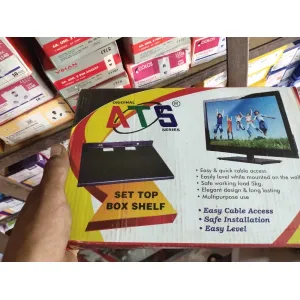 ORIGINAL
ATS®
SERIES
SET TOP
BOX SHELF
• Easy & quick cable access
• Easily level while mounted on the wall
• Safe working load 5kg.
• Elegant design & long lasting
• Multipurpose use
• Easy Cable Access
• Safe Installation
• Easy Level